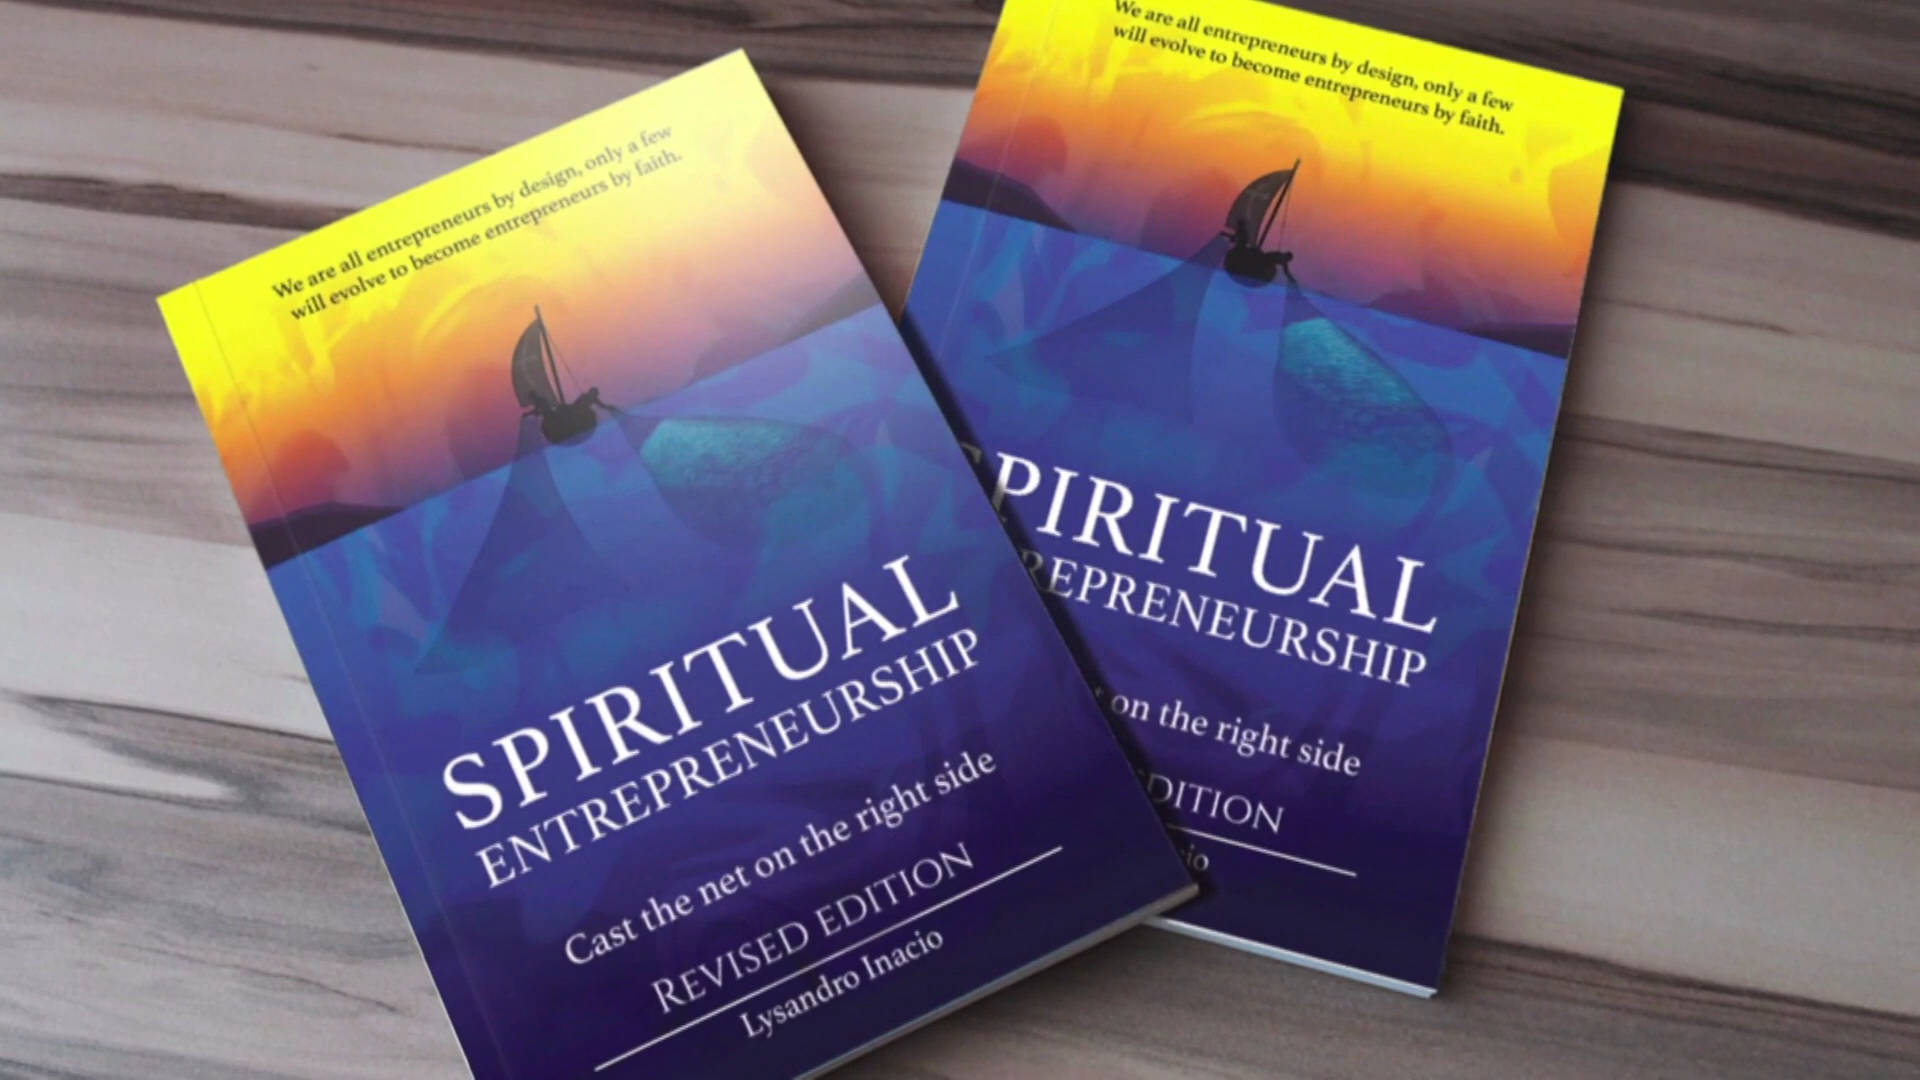 We are all entrepreneurs by design, only a few
will evolve to become entrepreneurs by faith.
SPIRITUAL
ENTREPRENEURSHIP
Cast the net on the right side
REVISED EDITION
Lysandro Inacio
We are all entrepreneurs by design, only a few
will evolve to become entrepreneurs by faith.
SPIRITUAL
REPRENEURSHIP
on the right side
EDITION
cio